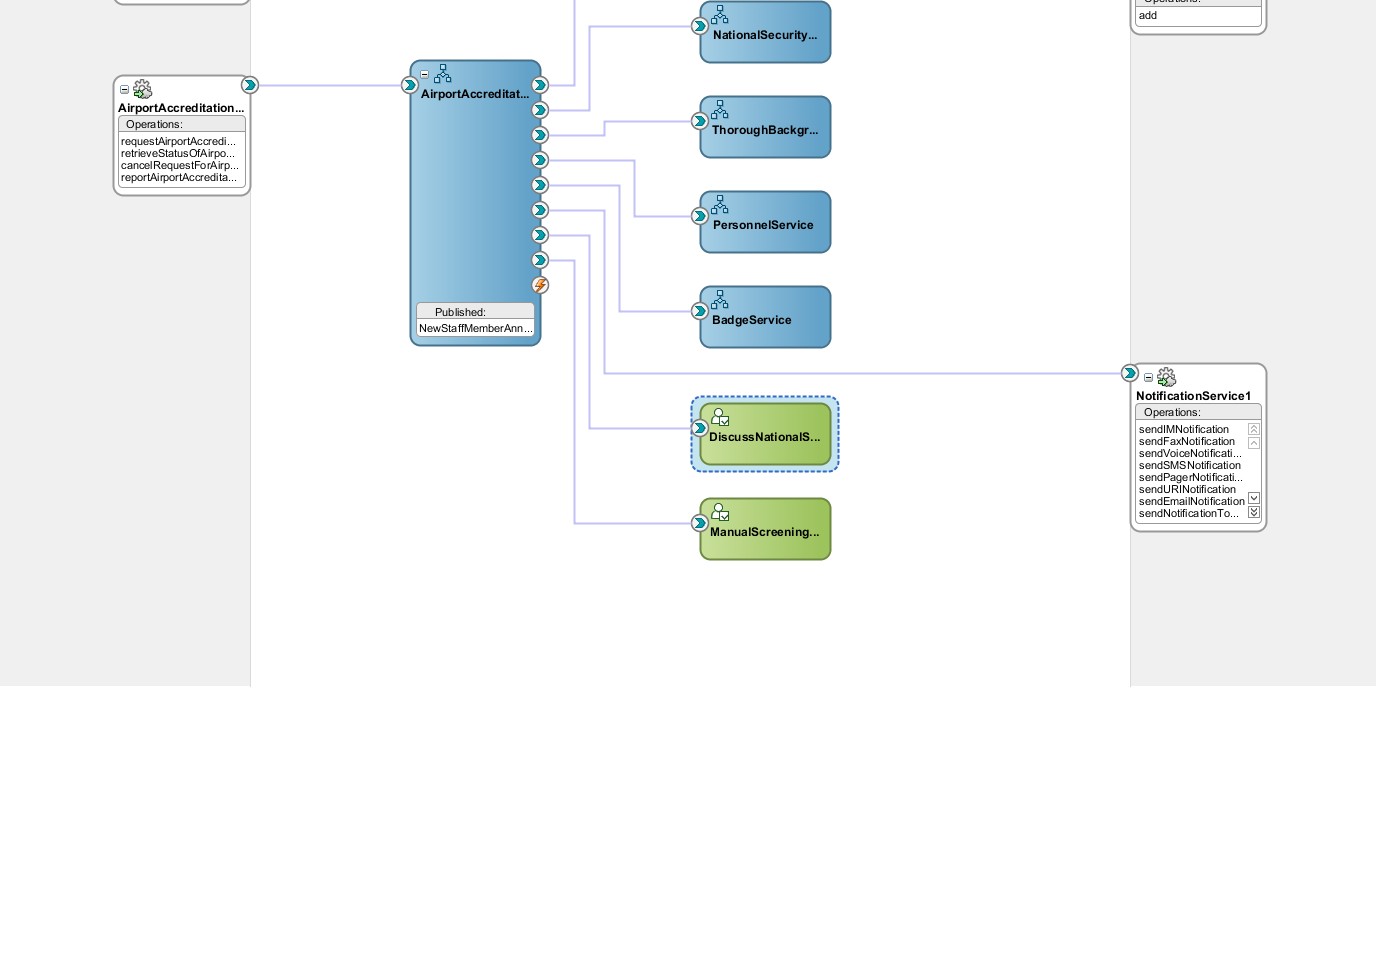 Operations:
add
NationalSecurity...
AirportAccreditation...
Operations:
requestAirportAccredi...
retrieveStatusOfAirpo...
cancelRequestForAirp...
reportAirportAccredita...
AirportAccreditat...
Published:
NewStaffMemberAnn...
ThoroughBackgr...
PersonnelService
BadgeService
DiscussNationalS...
ManualScreening...
NotificationService1
Operations:
sendIMNotification
sendFaxNotification
sendVoiceNotificati...
sendSMSNotification
sendPagerNotificati...
sendURINotification
sendEmailNotification
sendNotificationTo...